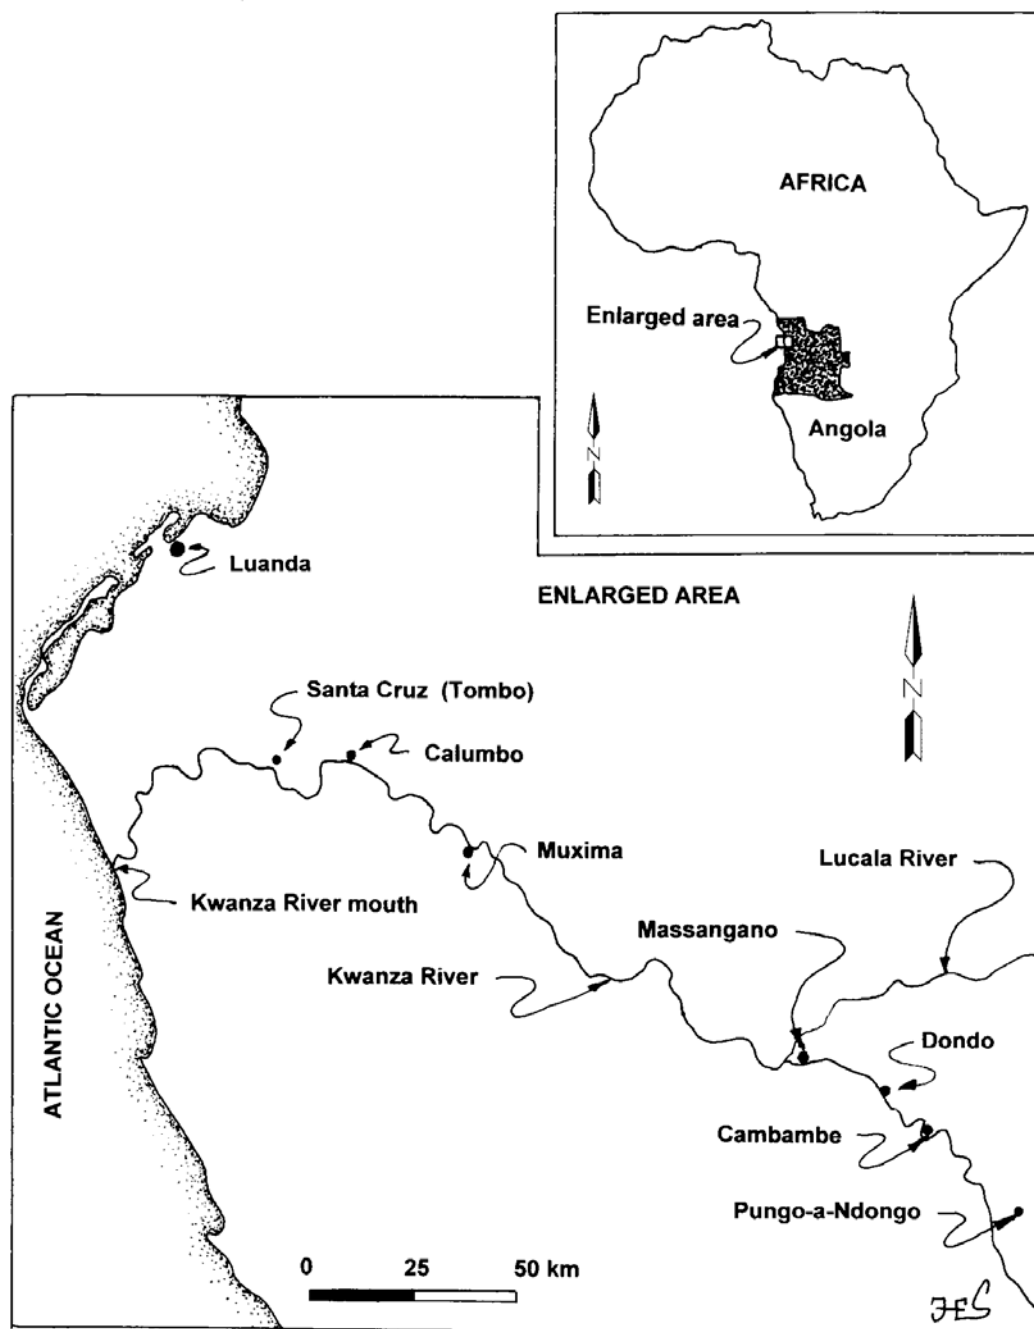 AFRICA
Enlarged area
Angola
N
Luanda
ENLARGED AREA
N
Santa Cruz (Tombo)
Calumbo
Muxima
Lucala River
Kwanza River mouth
Massangano
Kwanza River
ATLANTIC OCEAN
Dondo
Cambambe
Pungo-a-Ndongo
0 25 50 km